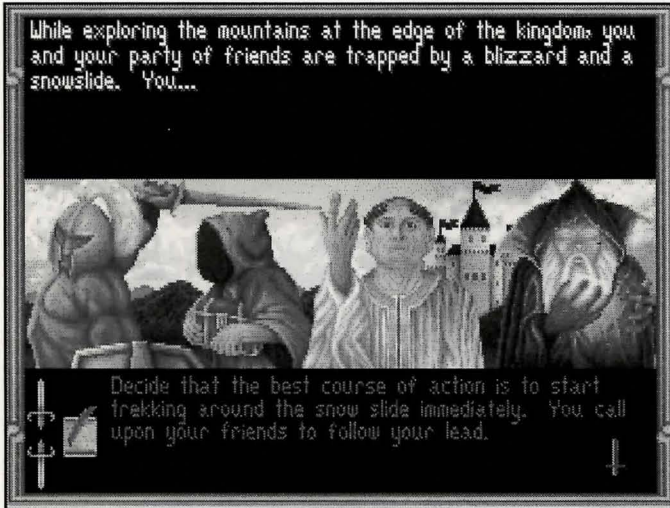 While exploring the mountains at the edge of the kingdom, you
and your party of friends are trapped by a blizzard and a
snowslide.  You...
Decide that the best course of action is to start
trekking around the snow slide immediately.  You call
upon your friends to follow your lead.